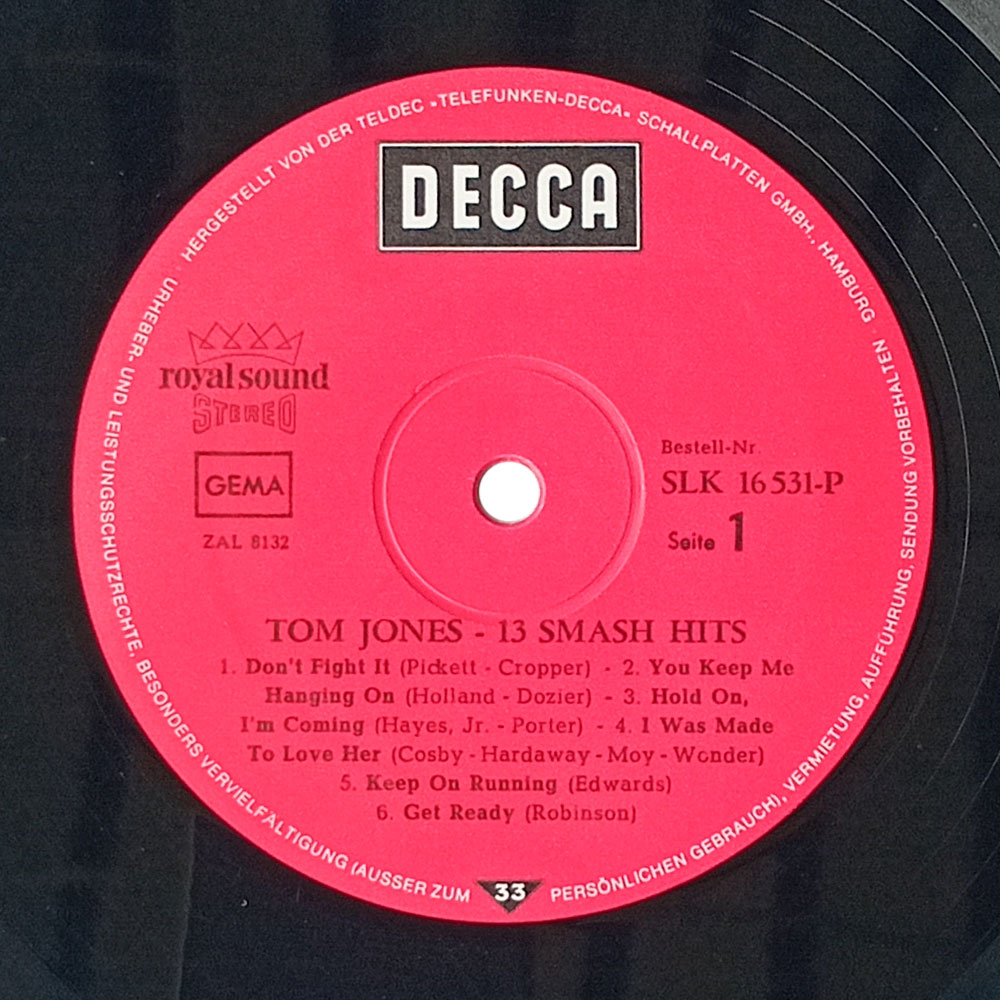 HERGESTELLT VON DER TELDEC »TELEFUNKEN-DECCA« SCHALLPLATTEN GMBH., HAMBURG · URHEBER- UND LEISTUNGSSCHUTZRECHTE, BESONDERS VERVIELFÄLTIGUNG (AUSSER ZUM PERSÖNLICHEN GEBRAUCH), VERMIETUNG, AUFFÜHRUNG, SENDUNG VORBEHALTEN ·
DECCA
royal sound
STEREO
GEMA
ZAL 8132
Bestell-Nr.
SLK 16 531-P
Seite 1
TOM JONES - 13 SMASH HITS
1. Don't Fight It (Pickett - Cropper) - 2. You Keep Me
Hanging On (Holland - Dozier) - 3. Hold On,
I'm Coming (Hayes, Jr. - Porter) - 4. I Was Made
To Love Her (Cosby - Hardaway - Moy - Wonder)
5. Keep On Running (Edwards)
6. Get Ready (Robinson)
33